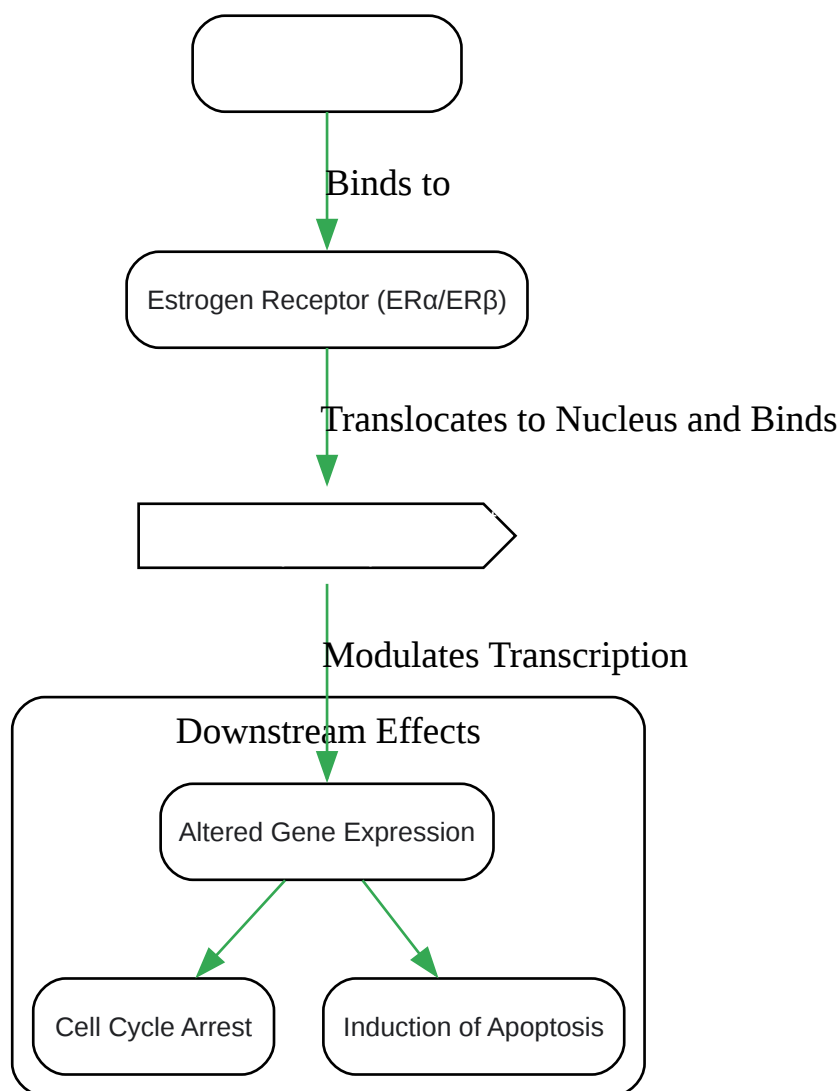 Binds to
Estrogen Receptor (ERα/ERβ)
Translocates to Nucleus and Binds
Modulates Transcription
Downstream Effects
Altered Gene Expression
Cell Cycle Arrest
Induction of Apoptosis